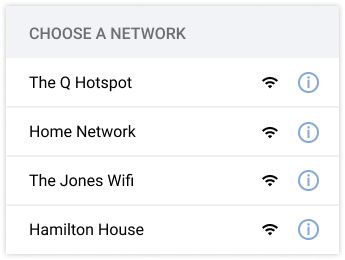 CHOOSE A NETWORK
The Q Hotspot
Home Network
The Jones Wifi
Hamilton House